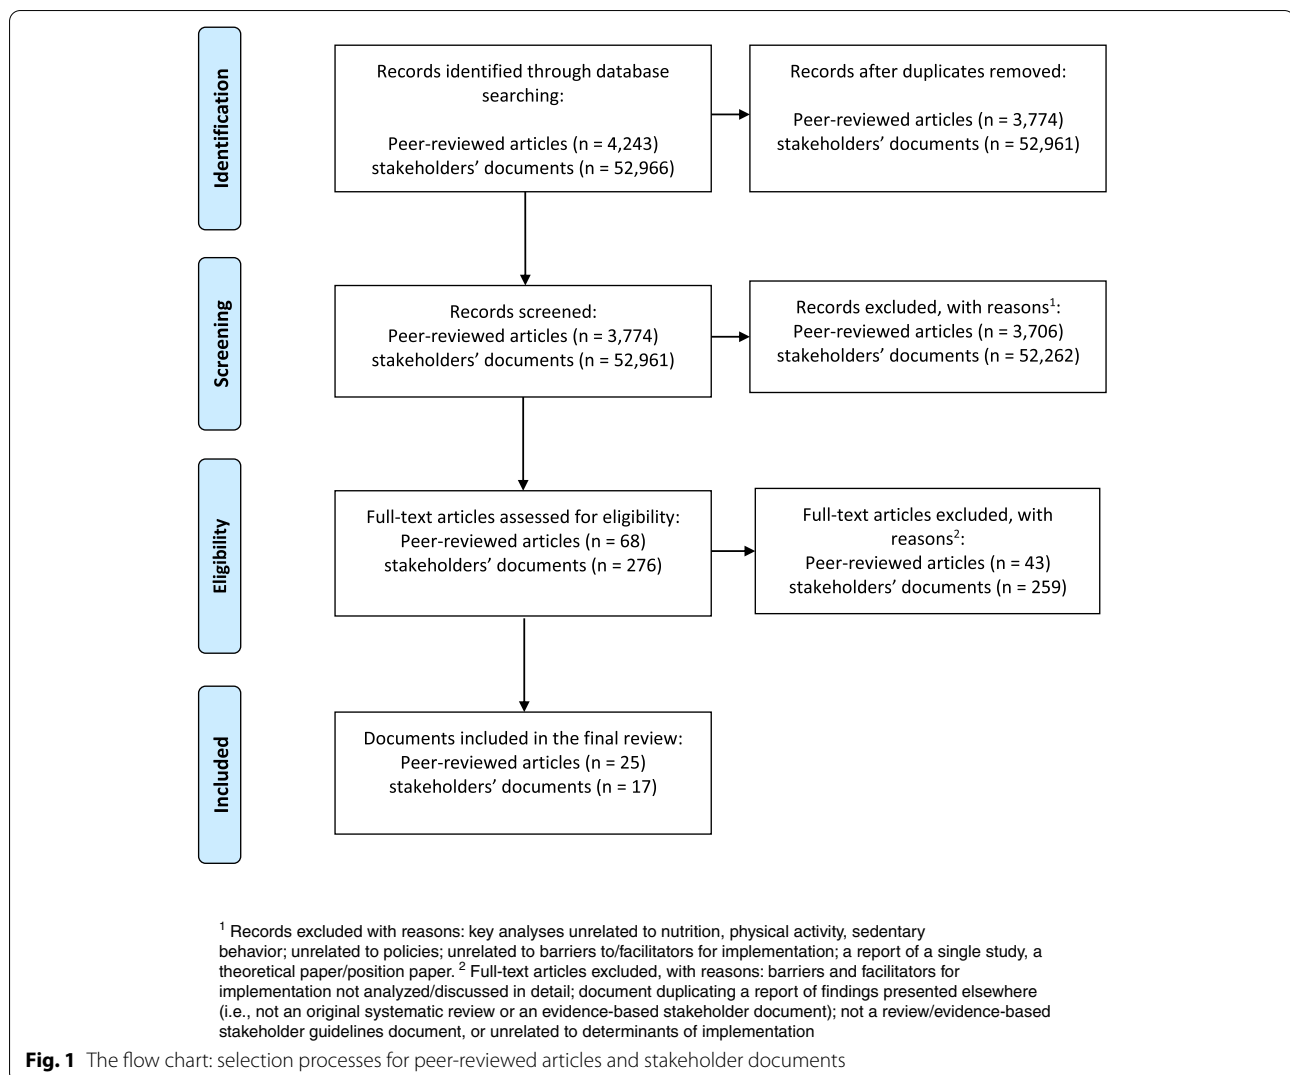 Identification
Records identified through database
searching:
Peer-reviewed articles (n = 4,243)
stakeholders’ documents (n = 52,966)
Records after duplicates removed:
Peer-reviewed articles (n = 3,774)
stakeholders’ documents (n = 52,961)
Screening
Records screened:
Peer-reviewed articles (n = 3,774)
stakeholders’ documents (n = 52,961)
Records excluded, with reasons¹:
Peer-reviewed articles (n = 3,706)
stakeholders’ documents (n = 52,262)
Eligibility
Full-text articles assessed for eligibility:
Peer-reviewed articles (n = 68)
stakeholders’ documents (n = 276)
Full-text articles excluded, with
reasons²:
Peer-reviewed articles (n = 43)
stakeholders’ documents (n = 259)
Included
Documents included in the final review:
Peer-reviewed articles (n = 25)
stakeholders’ documents (n = 17)
¹ Records excluded with reasons: key analyses unrelated to nutrition, physical activity, sedentary
behavior; unrelated to policies; unrelated to barriers to/facilitators for implementation; a report of a single study, a
theoretical paper/position paper. ² Full-text articles excluded, with reasons: barriers and facilitators for
implementation not analyzed/discussed in detail; document duplicating a report of findings presented elsewhere
(i.e., not an original systematic review or an evidence-based stakeholder document); not a review/evidence-based
stakeholder guidelines document, or unrelated to determinants of implementation
Fig. 1 The flow chart: selection processes for peer-reviewed articles and stakeholder documents